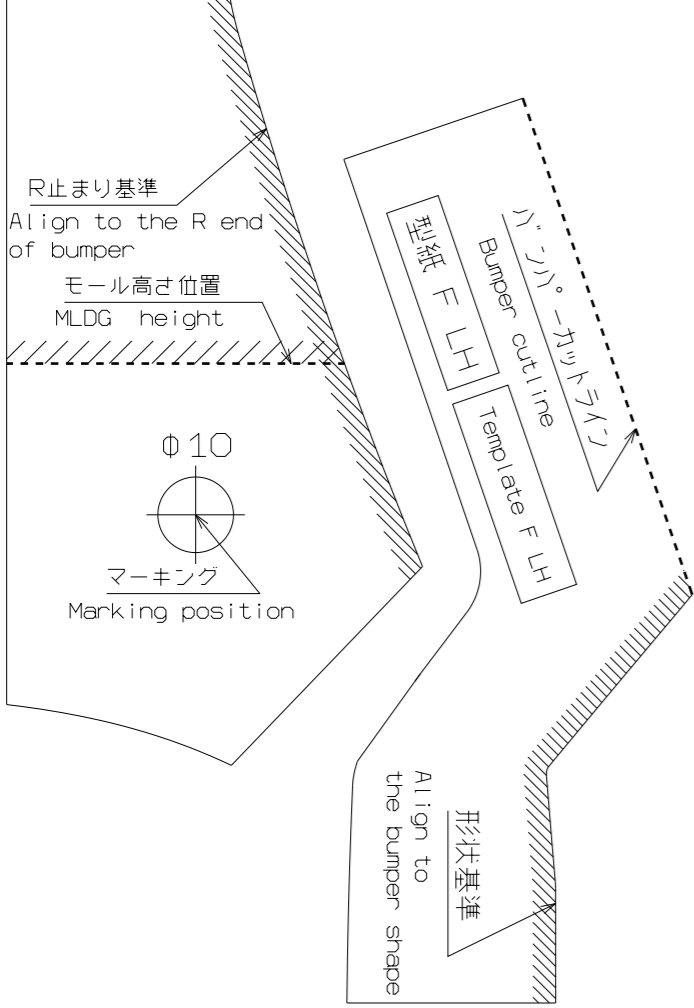 R止まり基準
Align to the R end
of bumper
モール高さ位置
MLDG height
Φ10
マーキング
Marking position
バンパーカットライン
Bumper cutline
型紙 F LH
Template F LH
形状基準
Align to
the bumper shape